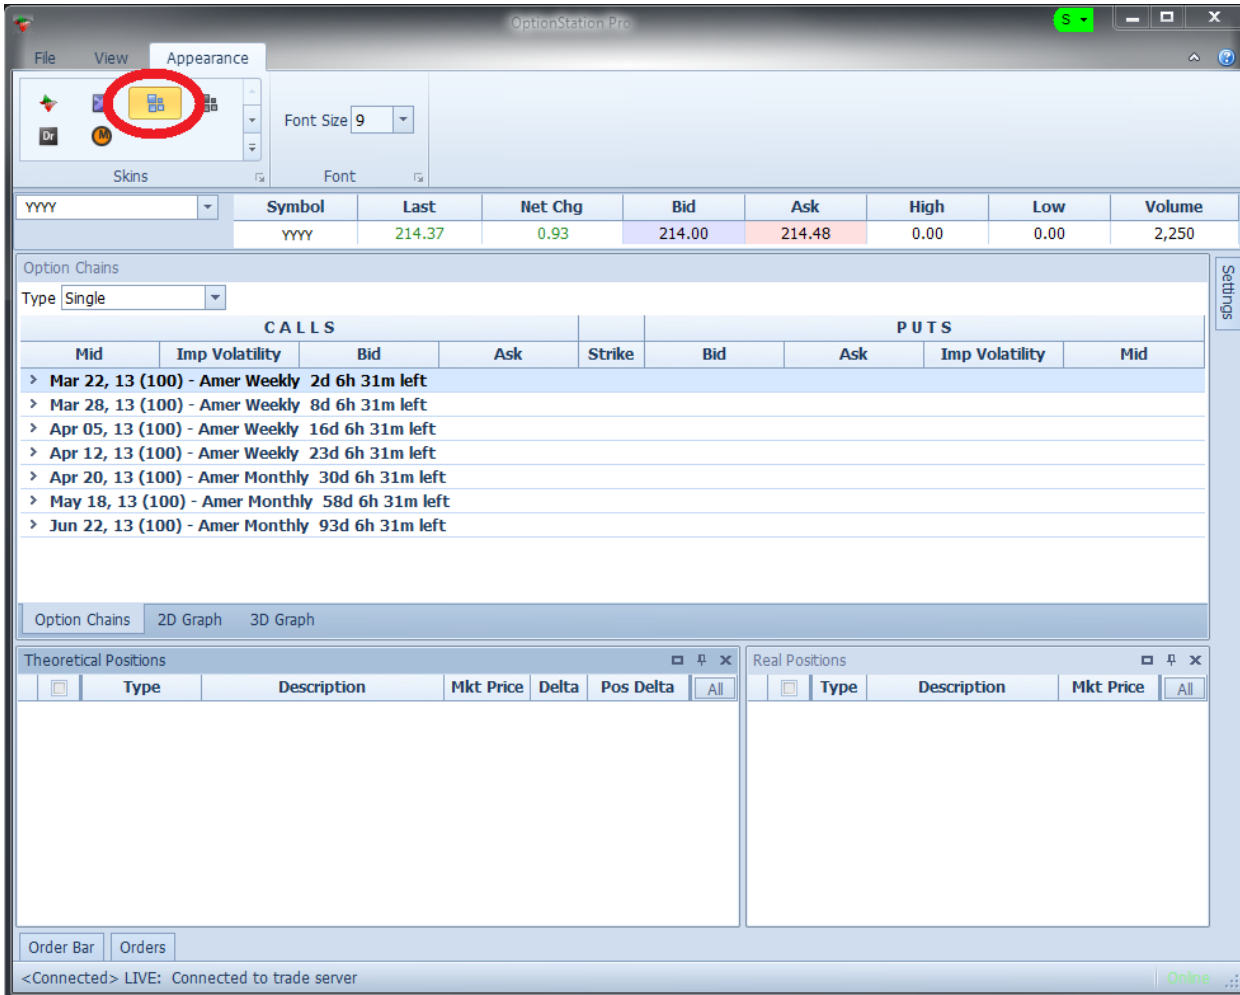 OptionStation Pro
S
File View Appearance
Dr M
Font Size 9
Skins Font
YYYY Symbol Last Net Chg Bid Ask High Low Volume
YYYY 214.37 0.93 214.00 214.48 0.00 0.00 2,250
Option Chains
Settings
Type Single
CALLS PUTS
Mid Imp Volatility Bid Ask Strike Bid Ask Imp Volatility Mid
> Mar 22, 13 (100) - Amer Weekly 2d 6h 31m left
> Mar 28, 13 (100) - Amer Weekly 8d 6h 31m left
> Apr 05, 13 (100) - Amer Weekly 16d 6h 31m left
> Apr 12, 13 (100) - Amer Weekly 23d 6h 31m left
> Apr 20, 13 (100) - Amer Monthly 30d 6h 31m left
> May 18, 13 (100) - Amer Monthly 58d 6h 31m left
> Jun 22, 13 (100) - Amer Monthly 93d 6h 31m left
Option Chains 2D Graph 3D Graph
Theoretical Positions Real Positions
Type Description Mkt Price Delta Pos Delta All Type Description Mkt Price All
Order Bar Orders
<Connected> LIVE: Connected to trade server Online